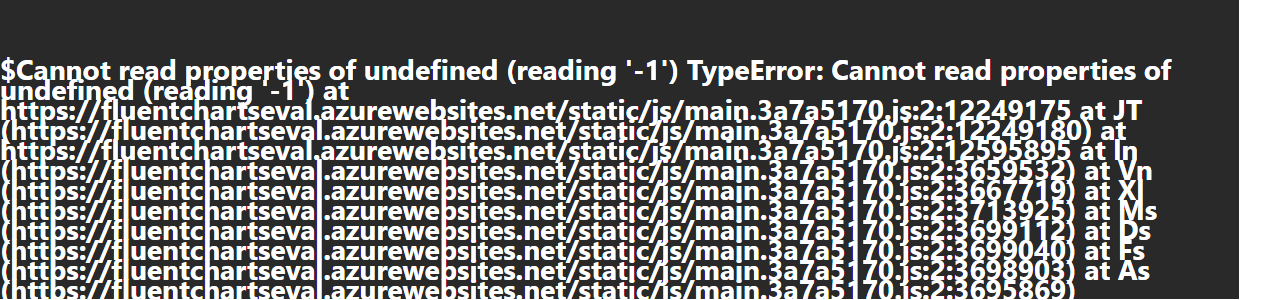 $Cannot read properties of undefined (reading '-1') TypeError: Cannot read properties of
undefined (reading '-1') at
https://fluentchartseval.azurewebsites.net/static/js/main.3a7a5170.js:2:12249175 at JT
(https://fluentchartseval.azurewebsites.net/static/js/main.3a7a5170.js:2:12249180) at
https://fluentchartseval.azurewebsites.net/static/js/main.3a7a5170.js:2:12595895 at In
(https://fluentchartseval.azurewebsites.net/static/js/main.3a7a5170.js:2:3659532) at Vn
(https://fluentchartseval.azurewebsites.net/static/js/main.3a7a5170.js:2:3667719) at Xl
(https://fluentchartseval.azurewebsites.net/static/js/main.3a7a5170.js:2:3713925) at Ms
(https://fluentchartseval.azurewebsites.net/static/js/main.3a7a5170.js:2:3699112) at Ds
(https://fluentchartseval.azurewebsites.net/static/js/main.3a7a5170.js:2:3699040) at Fs
(https://fluentchartseval.azurewebsites.net/static/js/main.3a7a5170.js:2:3698903) at As
(https://fluentchartseval.azurewebsites.net/static/js/main.3a7a5170.js:2:3695869)